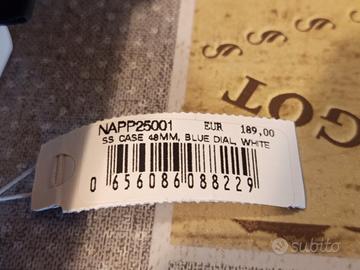 NAPP25001 EUR 189,00
SS CASE 48MM, BLUE DIAL, WHITE
0 656086 088229
subito